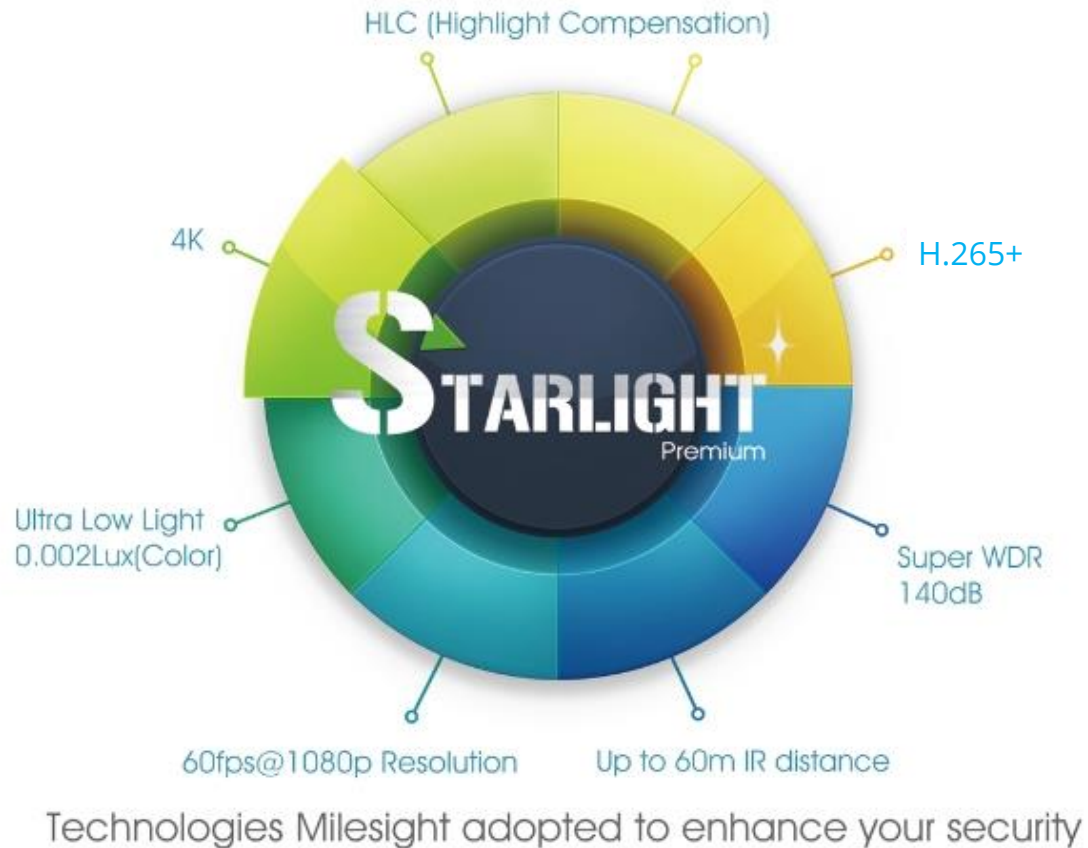 HLC (Highlight Compensation)
4K
H.265+
STARLIGHT
Premium
Ultra Low Light
0.002Lux(Color)
Super WDR
140dB
60fps@1080p Resolution
Up to 60m IR distance
Technologies Milesight adopted to enhance your security